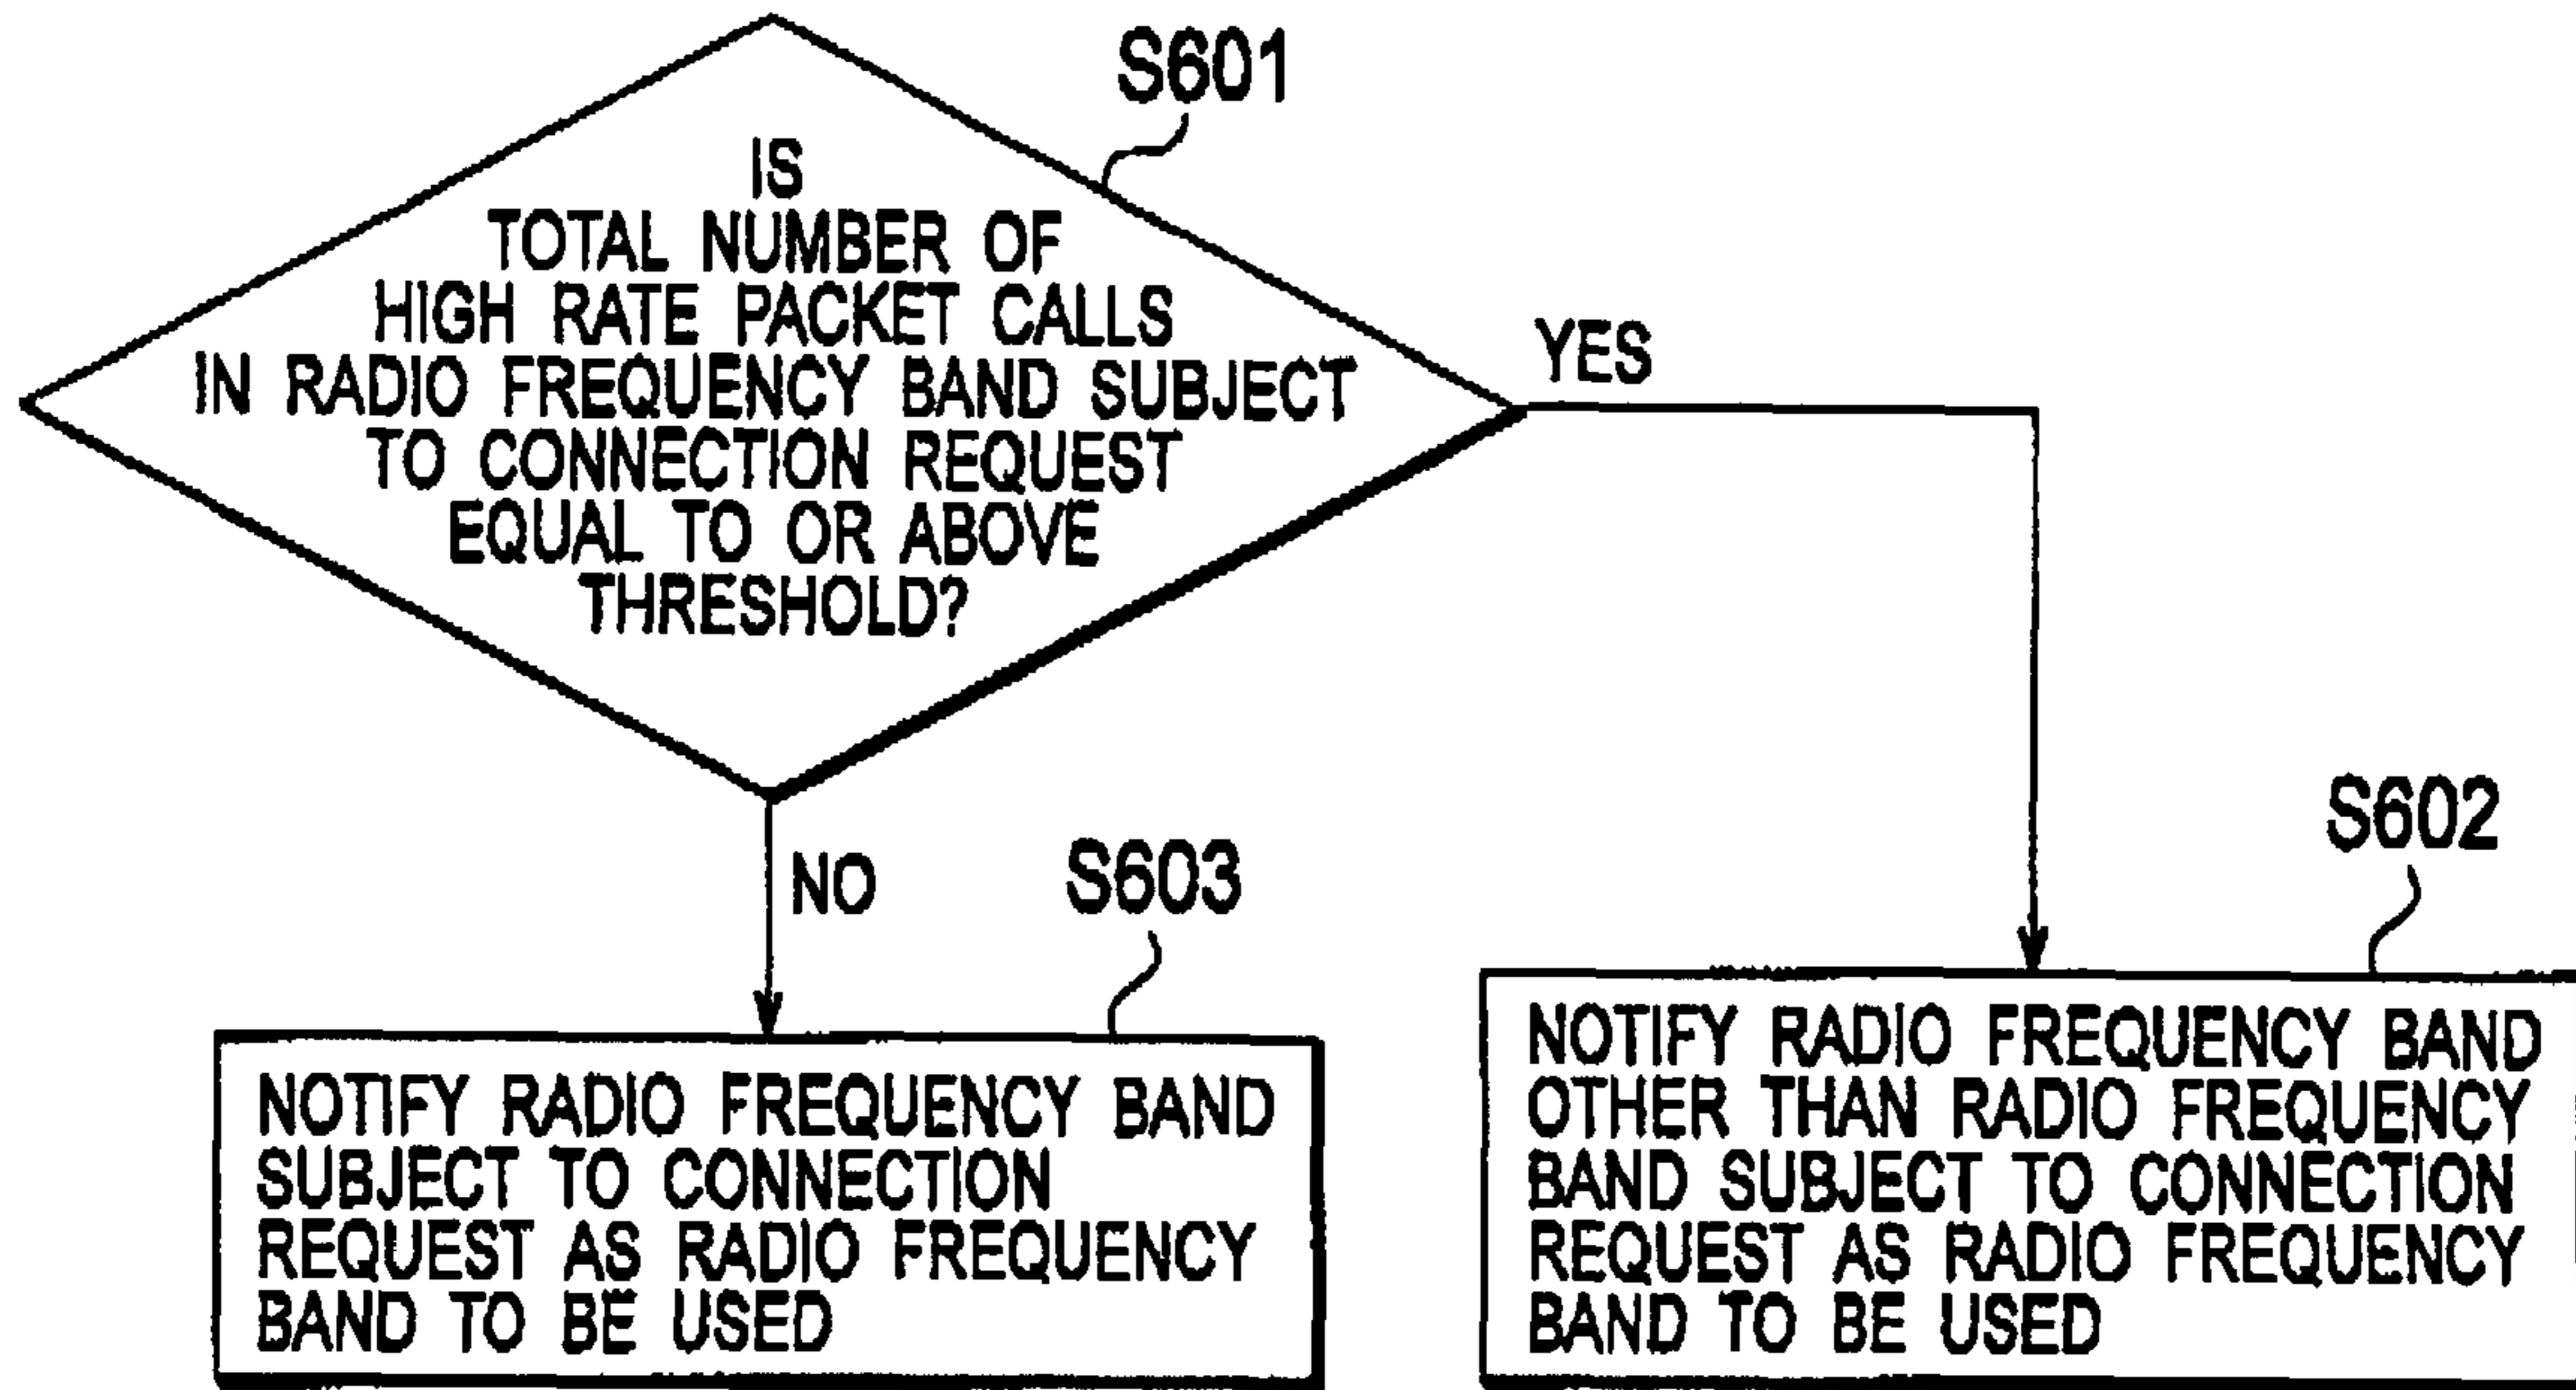 S601
IS
TOTAL NUMBER OF
HIGH RATE PACKET CALLS
IN RADIO FREQUENCY BAND SUBJECT
TO CONNECTION REQUEST
EQUAL TO OR ABOVE
THRESHOLD?
YES
NO
S603
NOTIFY RADIO FREQUENCY BAND
SUBJECT TO CONNECTION
REQUEST AS RADIO FREQUENCY
BAND TO BE USED
S602
NOTIFY RADIO FREQUENCY BAND
OTHER THAN RADIO FREQUENCY
BAND SUBJECT TO CONNECTION
REQUEST AS RADIO FREQUENCY
BAND TO BE USED